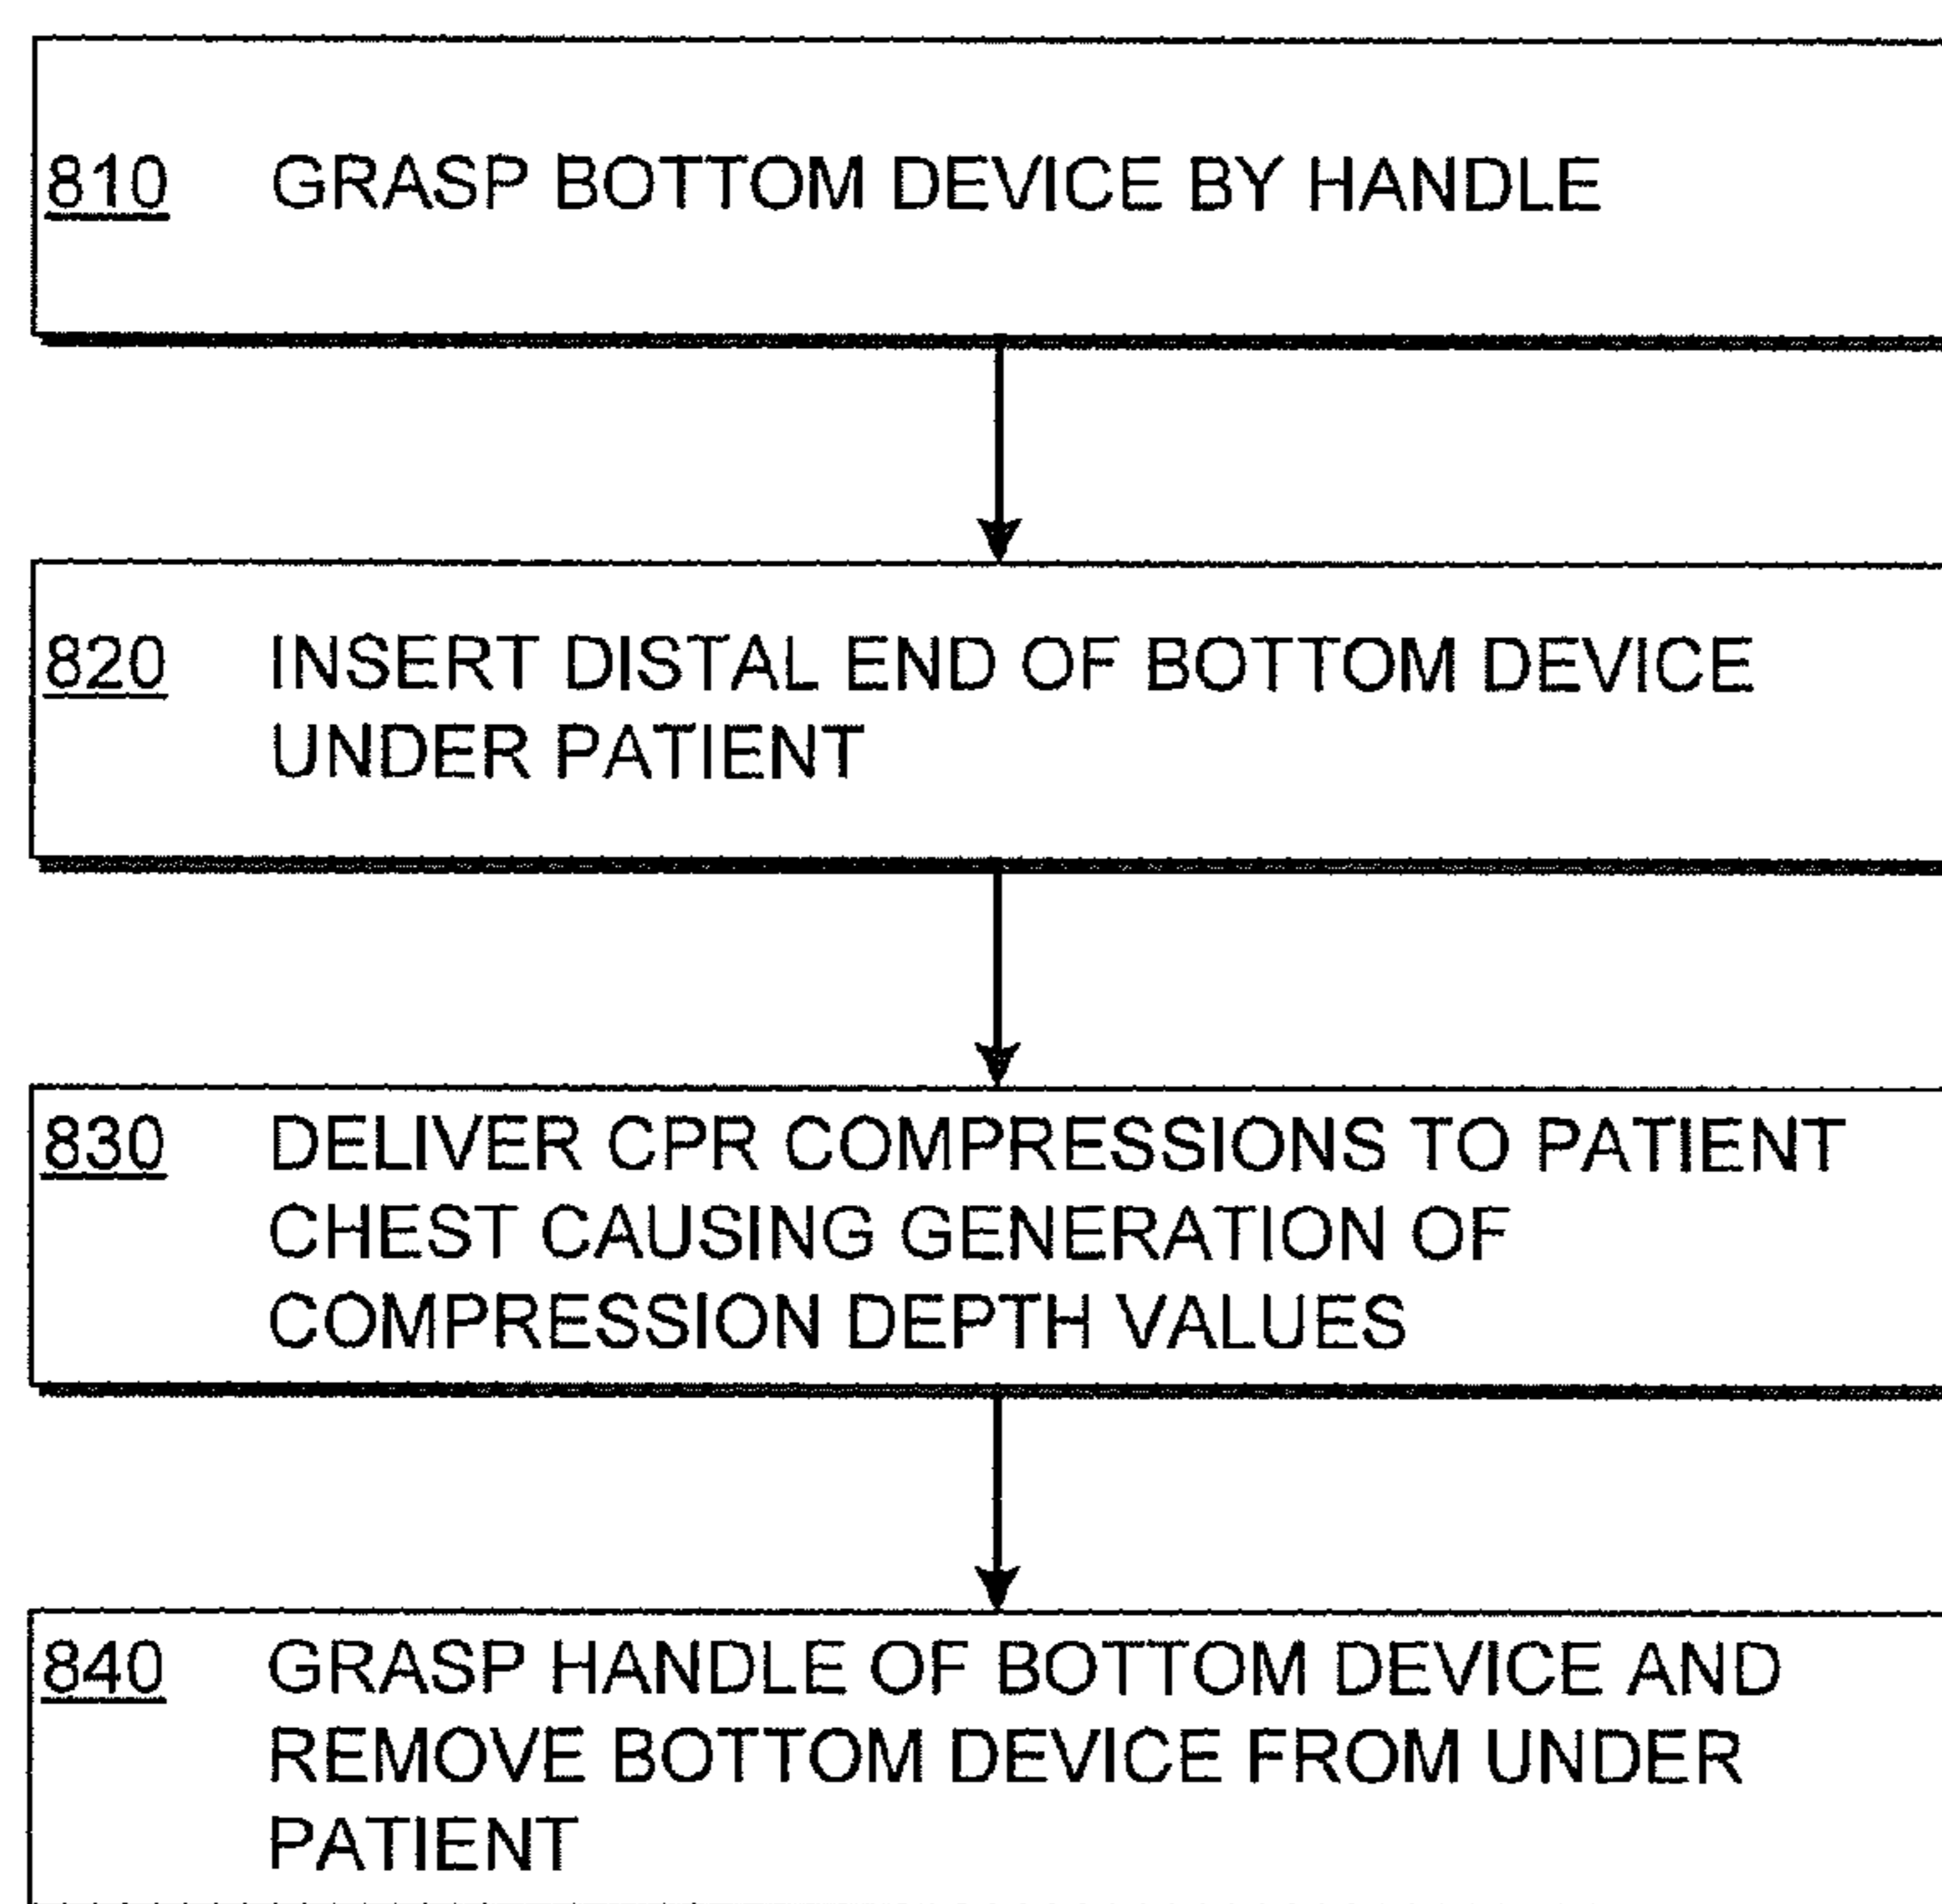 810 GRASP BOTTOM DEVICE BY HANDLE
820 INSERT DISTAL END OF BOTTOM DEVICE
UNDER PATIENT
830 DELIVER CPR COMPRESSIONS TO PATIENT
CHEST CAUSING GENERATION OF
COMPRESSION DEPTH VALUES
840 GRASP HANDLE OF BOTTOM DEVICE AND
REMOVE BOTTOM DEVICE FROM UNDER
PATIENT